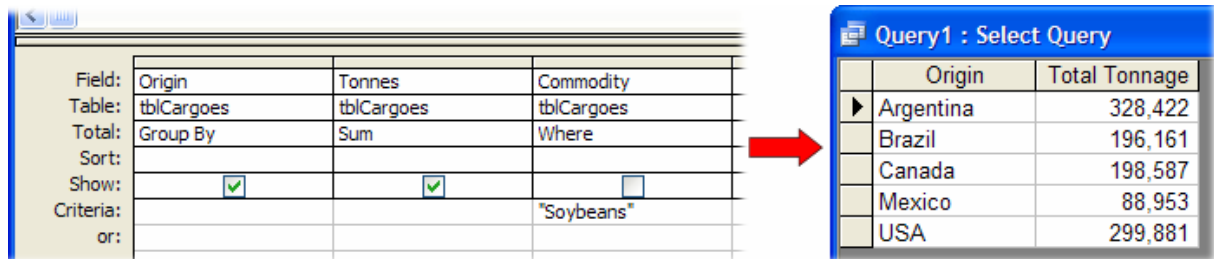 Field: Origin Tonnes Commodity
Table: tblCargoes tblCargoes tblCargoes
Total: Group By Sum Where
Sort:
Show:
Criteria: "Soybeans"
or:
Query1 : Select Query
Origin Total Tonnage
Argentina 328,422
Brazil 196,161
Canada 198,587
Mexico 88,953
USA 299,881